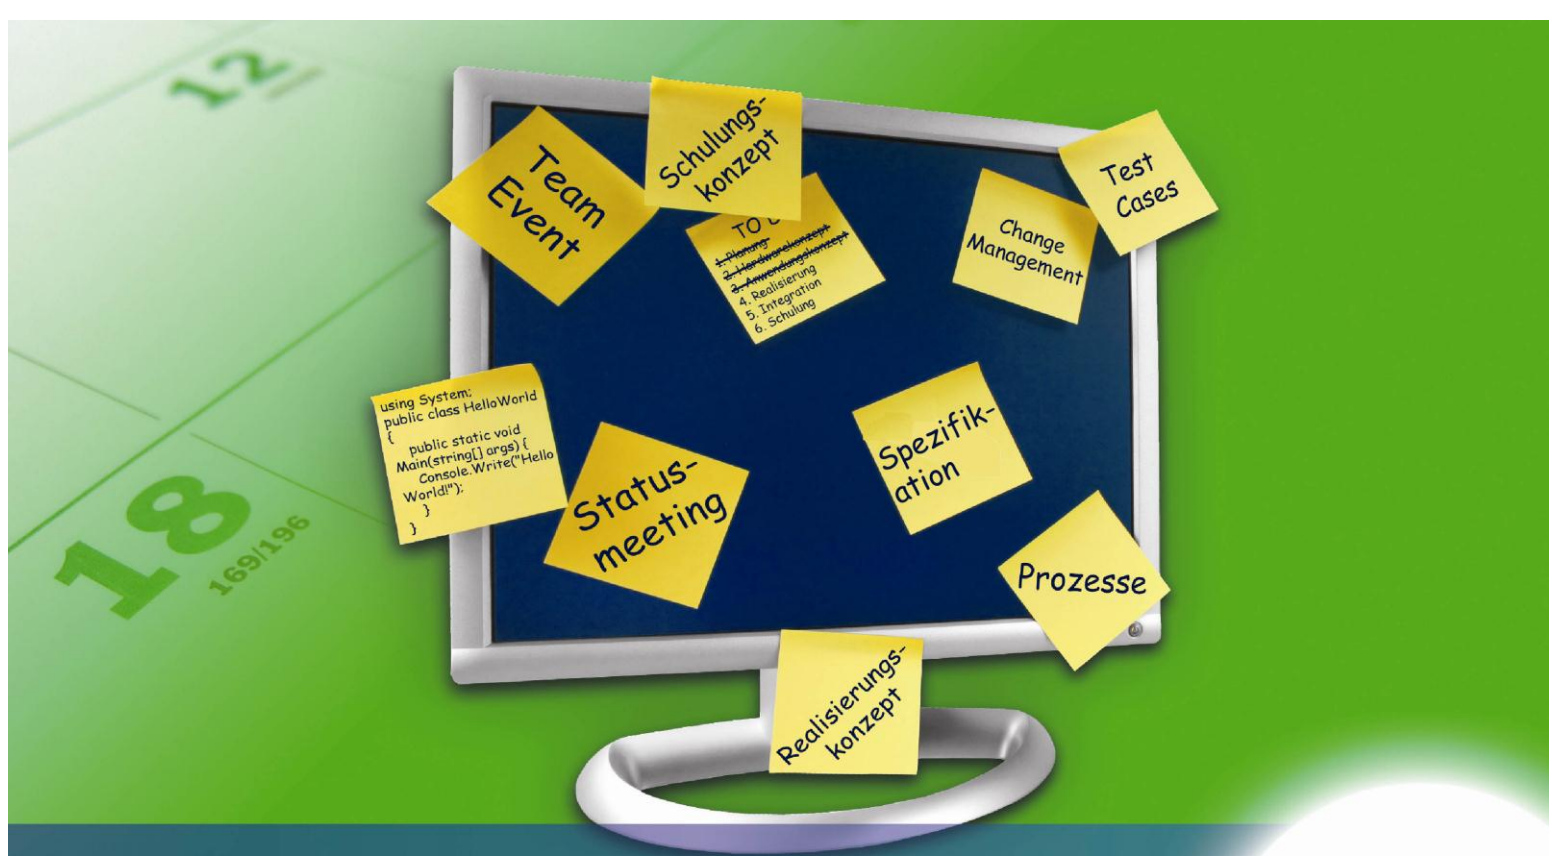 12
Team
Event
Schulungs-
konzept
TO
1. Planung
2. Hardwarekonzept
3. Anwendungskonzept
4. Realisierung
5. Integration
6. Schulung
Change
Management
Test
Cases
using System;
public class HelloWorld
{
public static void
Main(string[] args) {
Console.Write("Hello
World!");
}
}
Status-
meeting
Spezifik-
ation
Prozesse
Realisierungs-
konzept
18
169/196